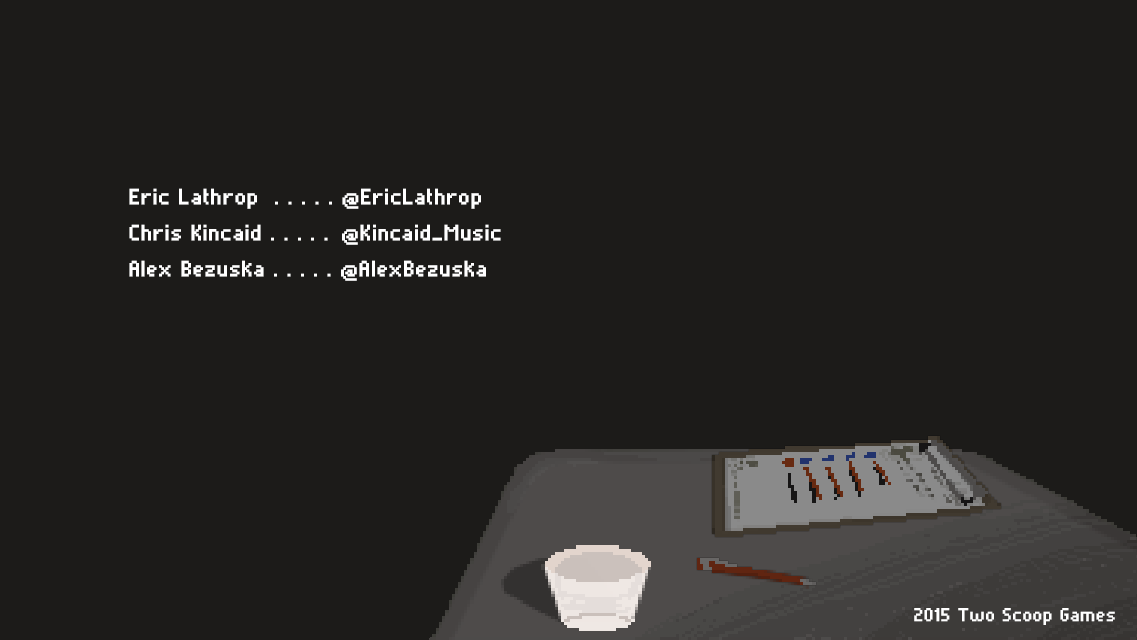 Eric Lathrop ..... @EricLathrop
Chris Kincaid ..... @Kincaid_Music
Alex Bezuska ..... @AlexBezuska
2015 Two Scoop Games